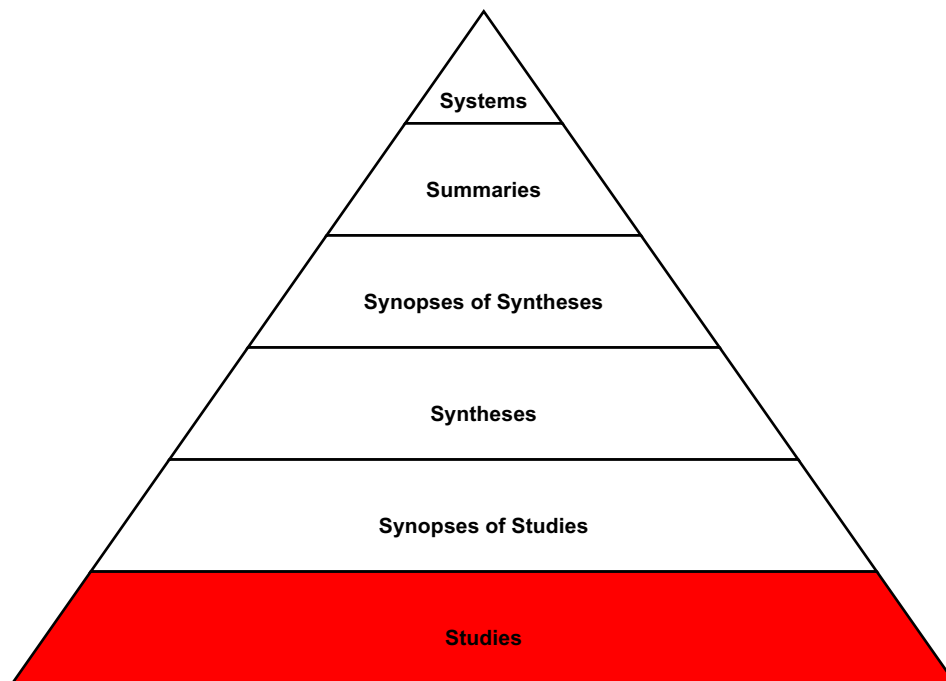 Systems
Summaries
Synopses of Syntheses
Syntheses
Synopses of Studies
Studies